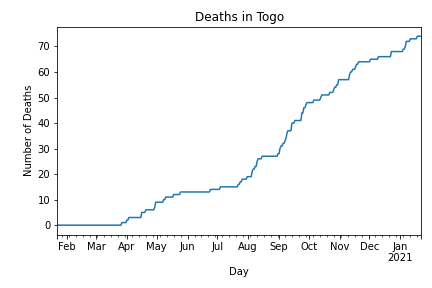 Deaths in Togo
Number of Deaths
70
60
50
40
30
20
10
0
Feb Mar Apr May Jun Jul Aug Sep Oct Nov Dec Jan
2021
Day